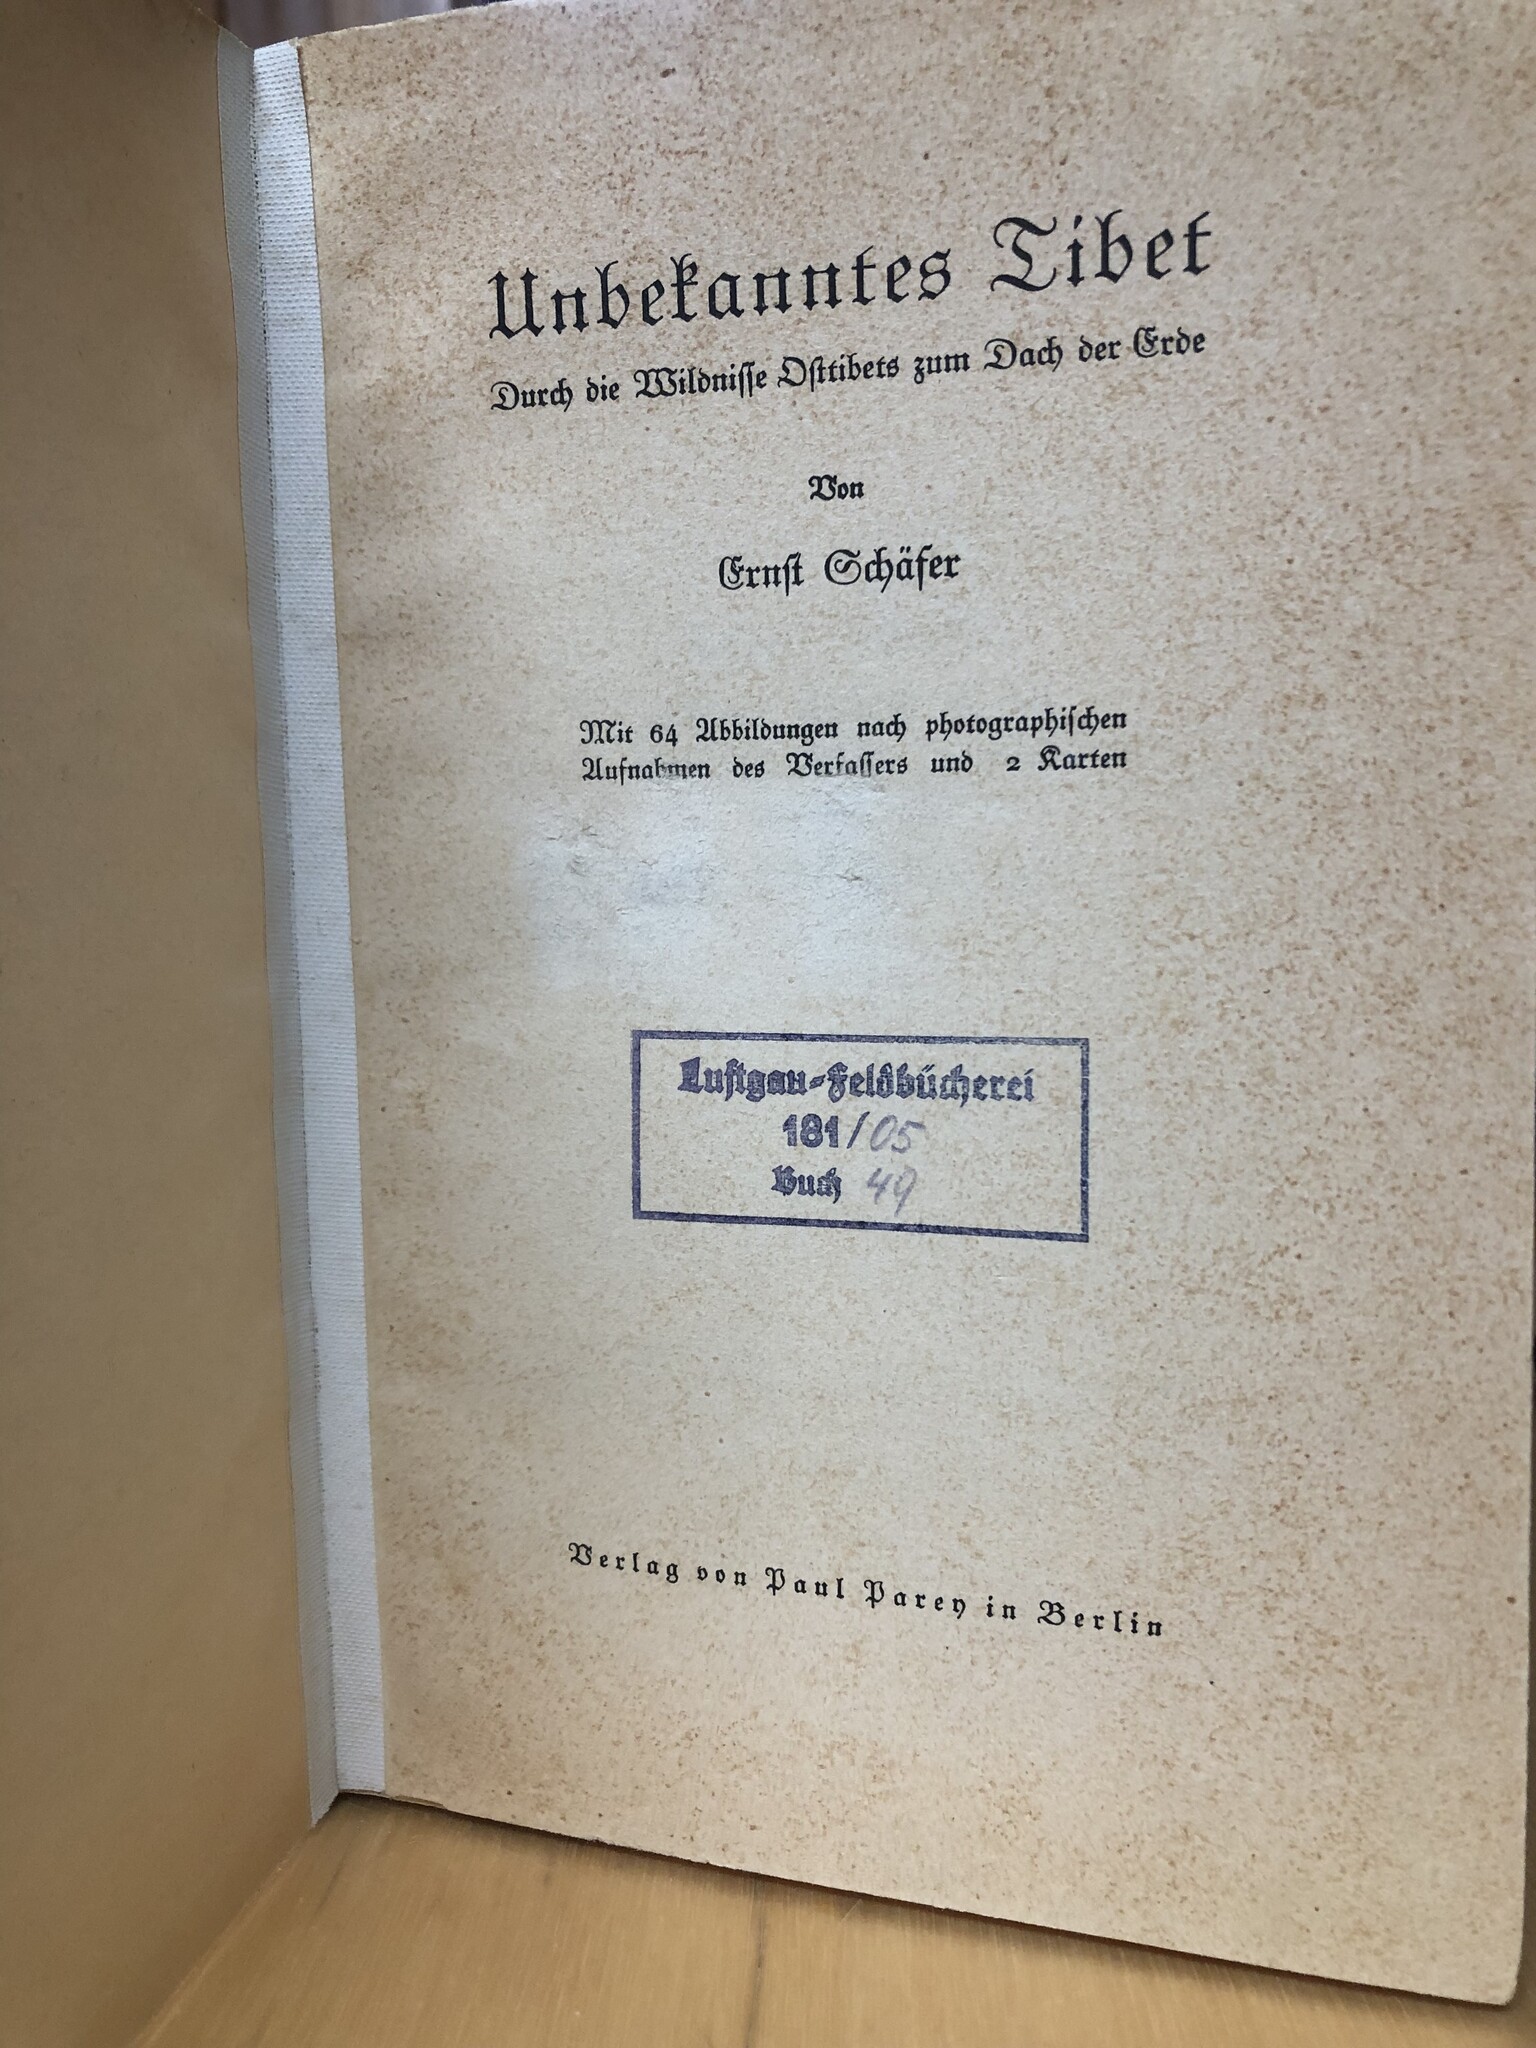 Unbekanntes Tibet
Durch die Wildnisse Osttibets zum Dach der Erde
Von
Ernst Schäfer
Mit 64 Abbildungen nach photographischen
Aufnahmen des Verfassers und 2 Karten
Luftgau-Feldbücherei
181/05
Buch 49
Verlag von Paul Parey in Berlin